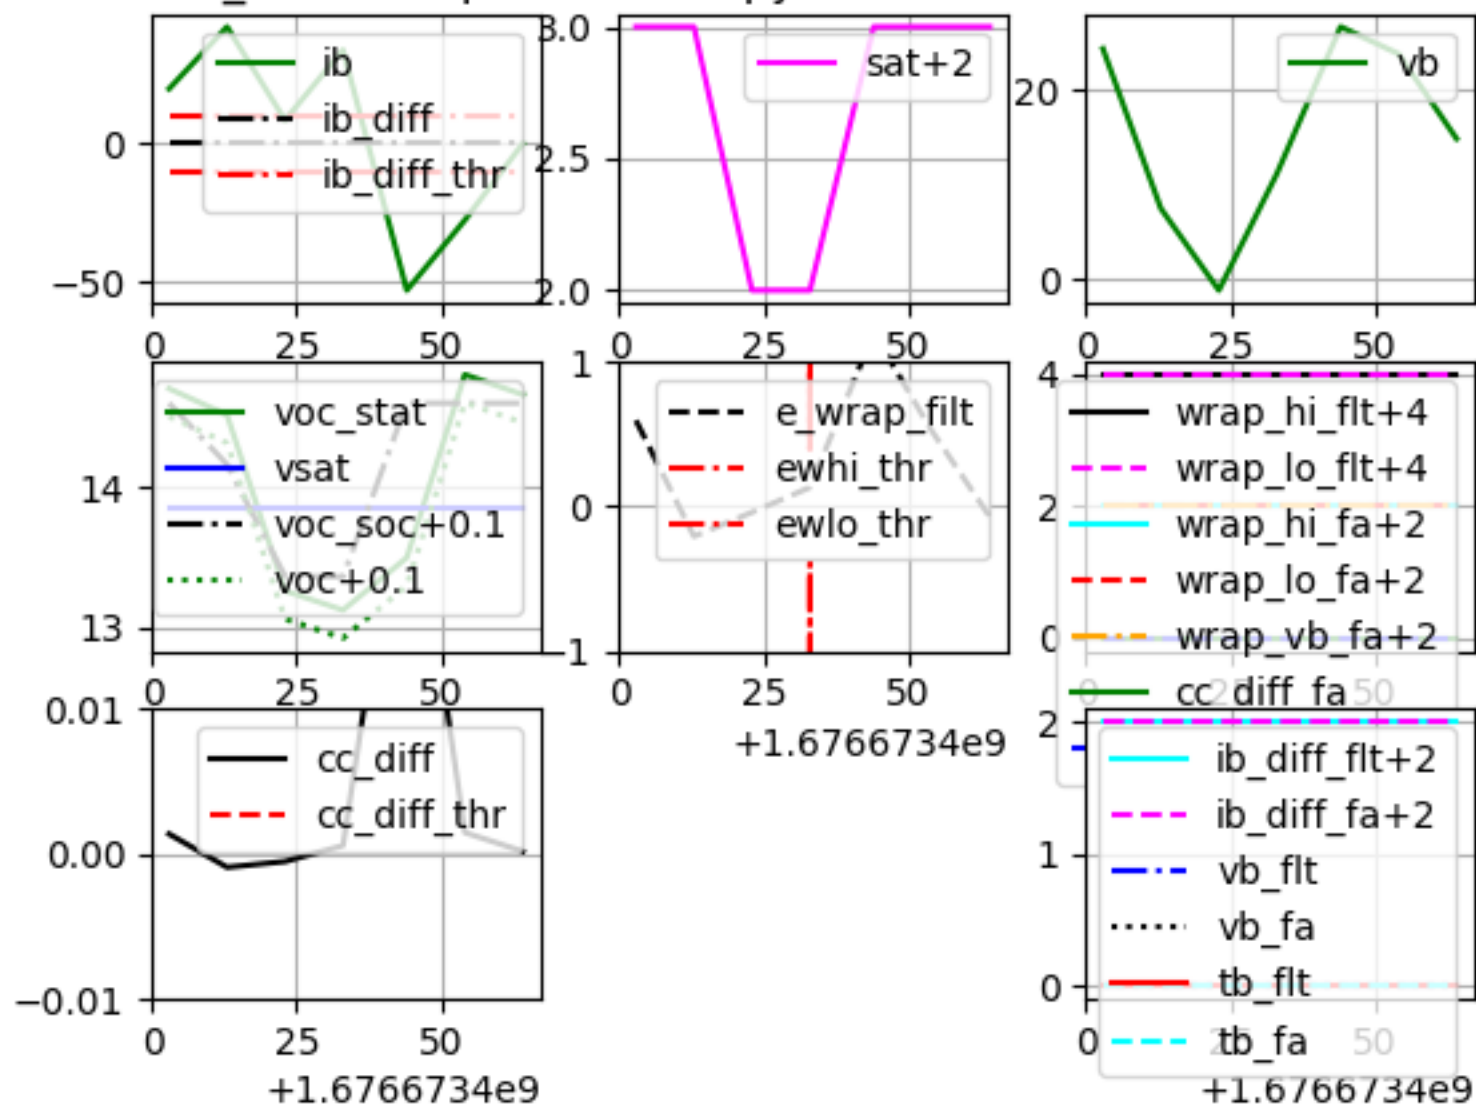 ib
ib_diff
ib_diff_thr
0
−50
0 25 50
sat+2
3.0
2.5
2.0
0 25 50
vb
20
0
0 25 50
voc_stat
vsat
voc_soc+0.1
voc+0.1
14
13
0 25 50
e_wrap_filt
ewhi_thr
ewlo_thr
1
0
−1
0 25 50
+1.6766734e9
wrap_hi_flt+4
wrap_lo_flt+4
wrap_hi_fa+2
wrap_lo_fa+2
wrap_vb_fa+2
cc_diff_fa
4
2
0
0 25 50
cc_diff
cc_diff_thr
0.01
0.00
−0.01
0 25 50
+1.6766734e9
ib_diff_flt+2
ib_diff_fa+2
vb_flt
vb_fa
tb_flt
tb_fa
2
1
0
0 25 50
+1.6766734e9